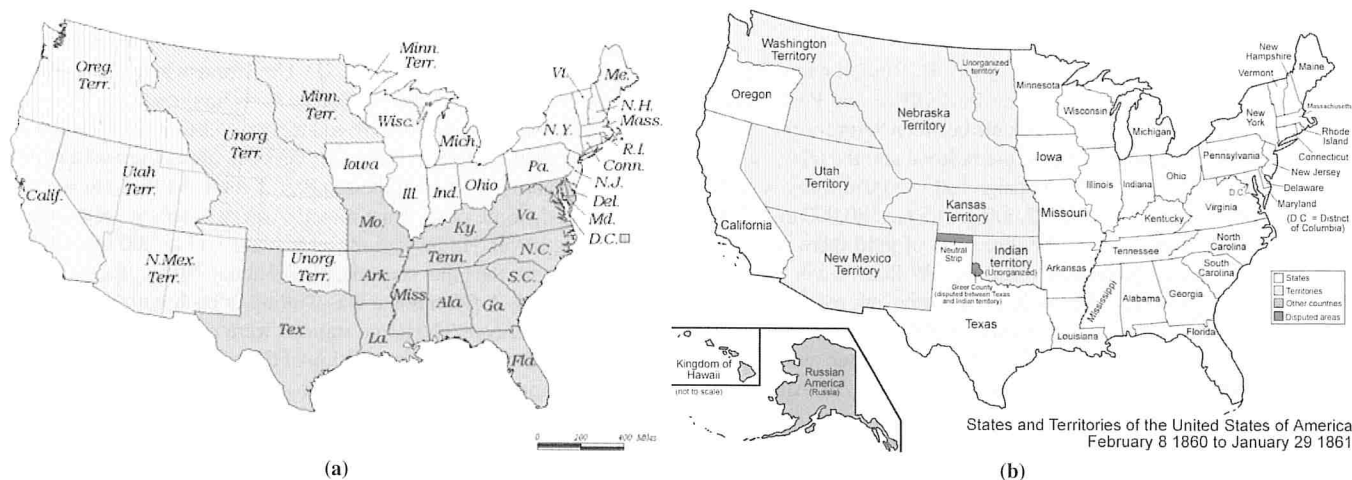 Minn.
Terr.
Oreg.
Terr.
Minn.
Terr.
Vt.
Me.
N.H.
Mass.
Unorg
Terr.
Wisc.
Mich.
N.Y.
R.I.
Conn.
Iowa
Pa.
N.J.
Utah
Terr.
Calif.
Ill.
Ind.
Ohio
Del.
Md.
D.C.
Mo.
Ky.
Va.
N.Mex.
Terr.
Unorg
Terr.
Ark.
Tenn.
N.C.
S.C.
Miss.
Ala.
Ga.
Tex.
La.
Fla.
0 200 400 Miles
(a)
Washington
Territory
Unorganized
territory
New
Hampshire
Vermont
Maine
Oregon
Minnesota
Nebraska
Territory
Wisconsin
Michigan
New
York
Massachusetts
Rhode
Island
Connecticut
New Jersey
Iowa
Pennsylvania
Utah
Territory
Illinois
Indiana
Ohio
D.C.
Delaware
Maryland
(D.C. = District
of Columbia)
California
Kansas
Territory
Missouri
Kentucky
Virginia
New Mexico
Territory
Neutral
Strip
Indian
territory
(Unorganized)
Greer County
(disputed between Texas
and Indian territory)
Arkansas
Tennessee
North
Carolina
South
Carolina
Mississippi
Alabama
Georgia
Texas
Louisiana
Florida
States
Territories
Other countries
Disputed areas
Kingdom of
Hawaii
(not to scale)
Russian
America
(Russia)
States and Territories of the United States of America
February 8 1860 to January 29 1861
(b)